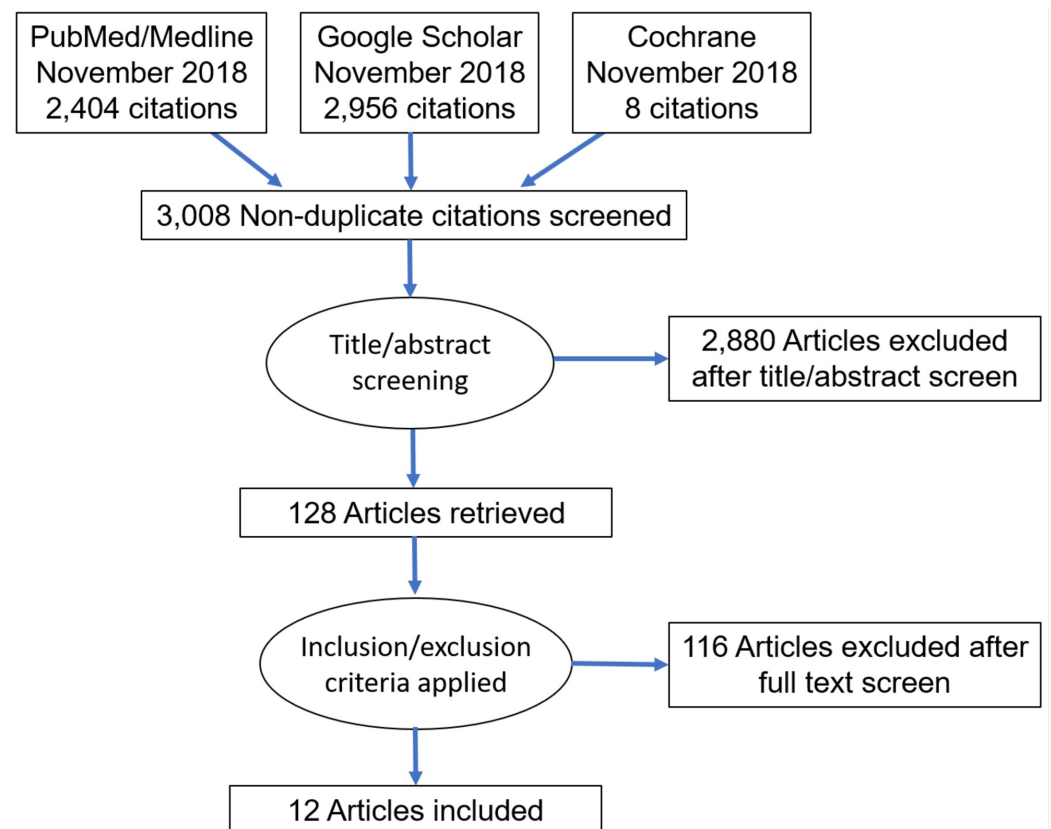 PubMed/Medline
November 2018
2,404 citations
Google Scholar
November 2018
2,956 citations
Cochrane
November 2018
8 citations
3,008 Non-duplicate citations screened
Title/abstract
screening
2,880 Articles excluded
after title/abstract screen
128 Articles retrieved
Inclusion/exclusion
criteria applied
116 Articles excluded after
full text screen
12 Articles included